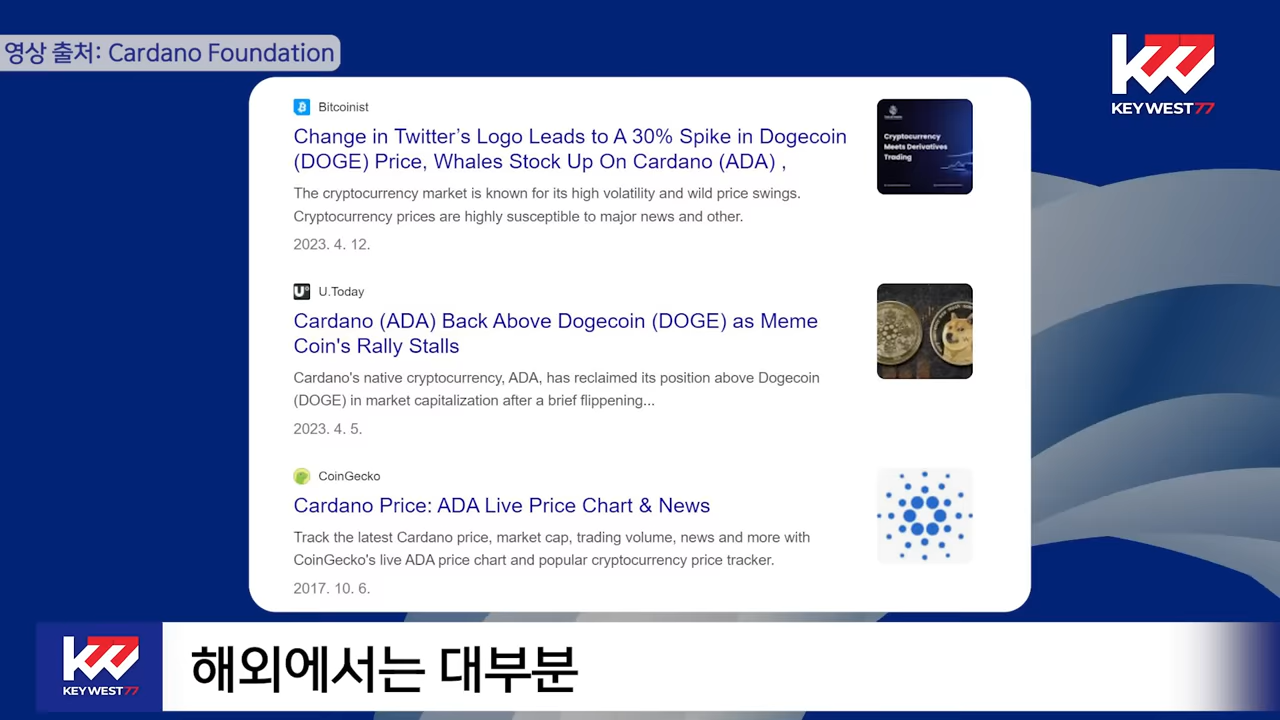 영상 출처: Cardano Foundation
KEY WEST 77
Bitcoinist
Change in Twitter’s Logo Leads to A 30% Spike in Dogecoin
(DOGE) Price, Whales Stock Up On Cardano (ADA) ,
The cryptocurrency market is known for its high volatility and wild price swings.
Cryptocurrency prices are highly susceptible to major news and other.
2023. 4. 12.
Cryptocurrency
Meets Derivatives
Trading
U.Today
Cardano (ADA) Back Above Dogecoin (DOGE) as Meme
Coin's Rally Stalls
Cardano's native cryptocurrency, ADA, has reclaimed its position above Dogecoin
(DOGE) in market capitalization after a brief flippening...
2023. 4. 5.
CoinGecko
Cardano Price: ADA Live Price Chart & News
Track the latest Cardano price, market cap, trading volume, news and more with
CoinGecko's live ADA price chart and popular cryptocurrency price tracker.
2017. 10. 6.
KEY WEST 77
해외에서는 대부분